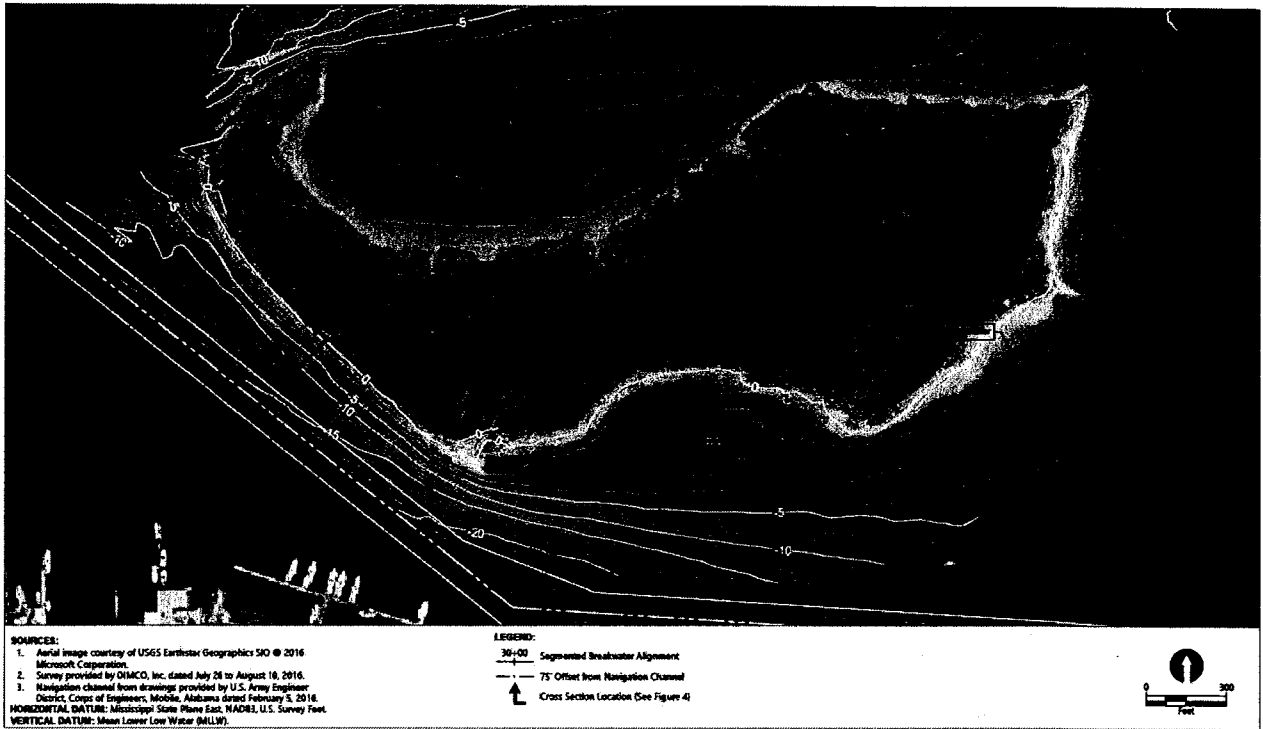 -5
-10
-5
0
-5
-10
0
-5
-10
0
0
-15
-5
-20
-10
SOURCES:
1. Aerial image courtesy of USGS Earthstar Geographics SIO © 2016
Microsoft Corporation.
2. Survey provided by OIMCO, Inc. dated July 26 to August 10, 2016.
3. Navigation channel from drawings provided by U.S. Army Engineer
District, Corps of Engineers, Mobile, Alabama dated February 5, 2016.
HORIZONTAL DATUM: Mississippi State Plane East, NAD83, U.S. Survey Feet.
VERTICAL DATUM: Mean Lower Low Water (MLLW).
LEGEND:
30+00 Segmented Breakwater Alignment
75' Offset from Navigation Channel
Cross Section Location (See Figure 4)
0 300
Feet